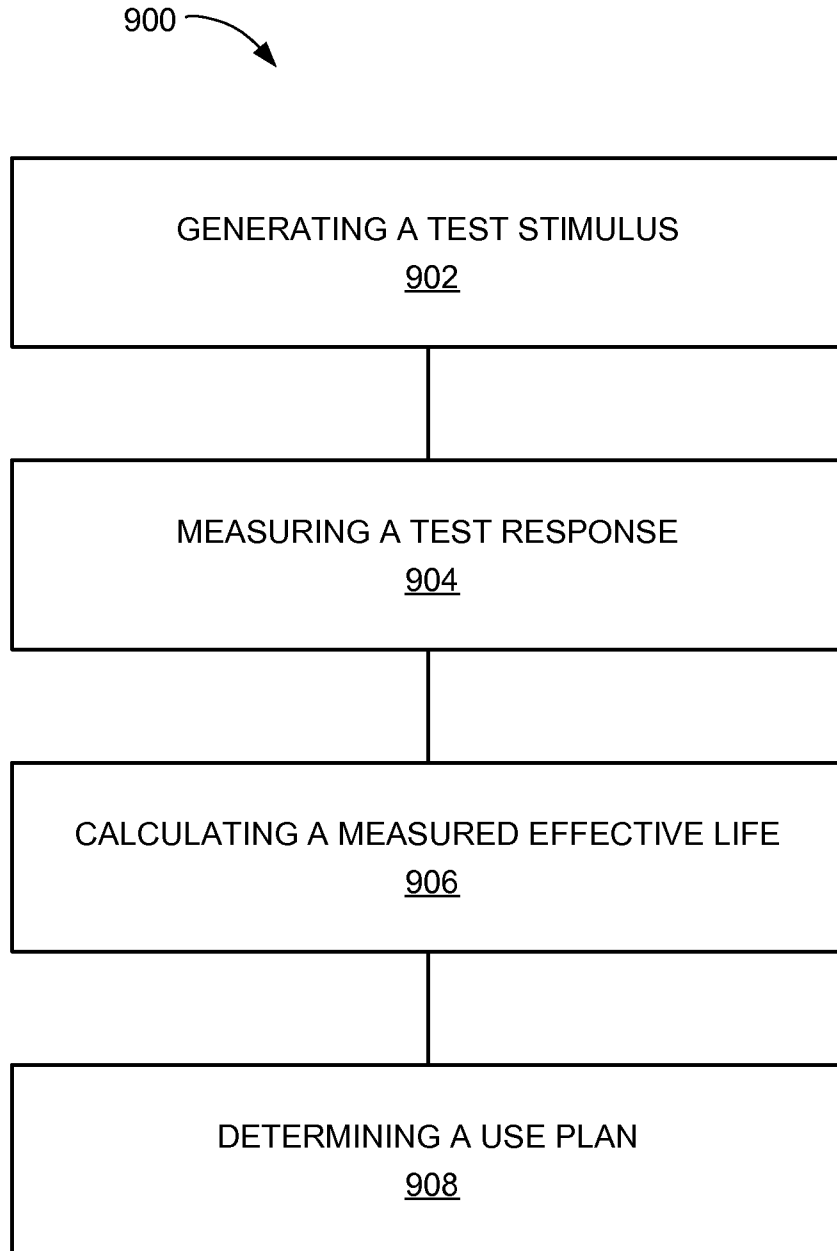 900
GENERATING A TEST STIMULUS
902
MEASURING A TEST RESPONSE
904
CALCULATING A MEASURED EFFECTIVE LIFE
906
DETERMINING A USE PLAN
908